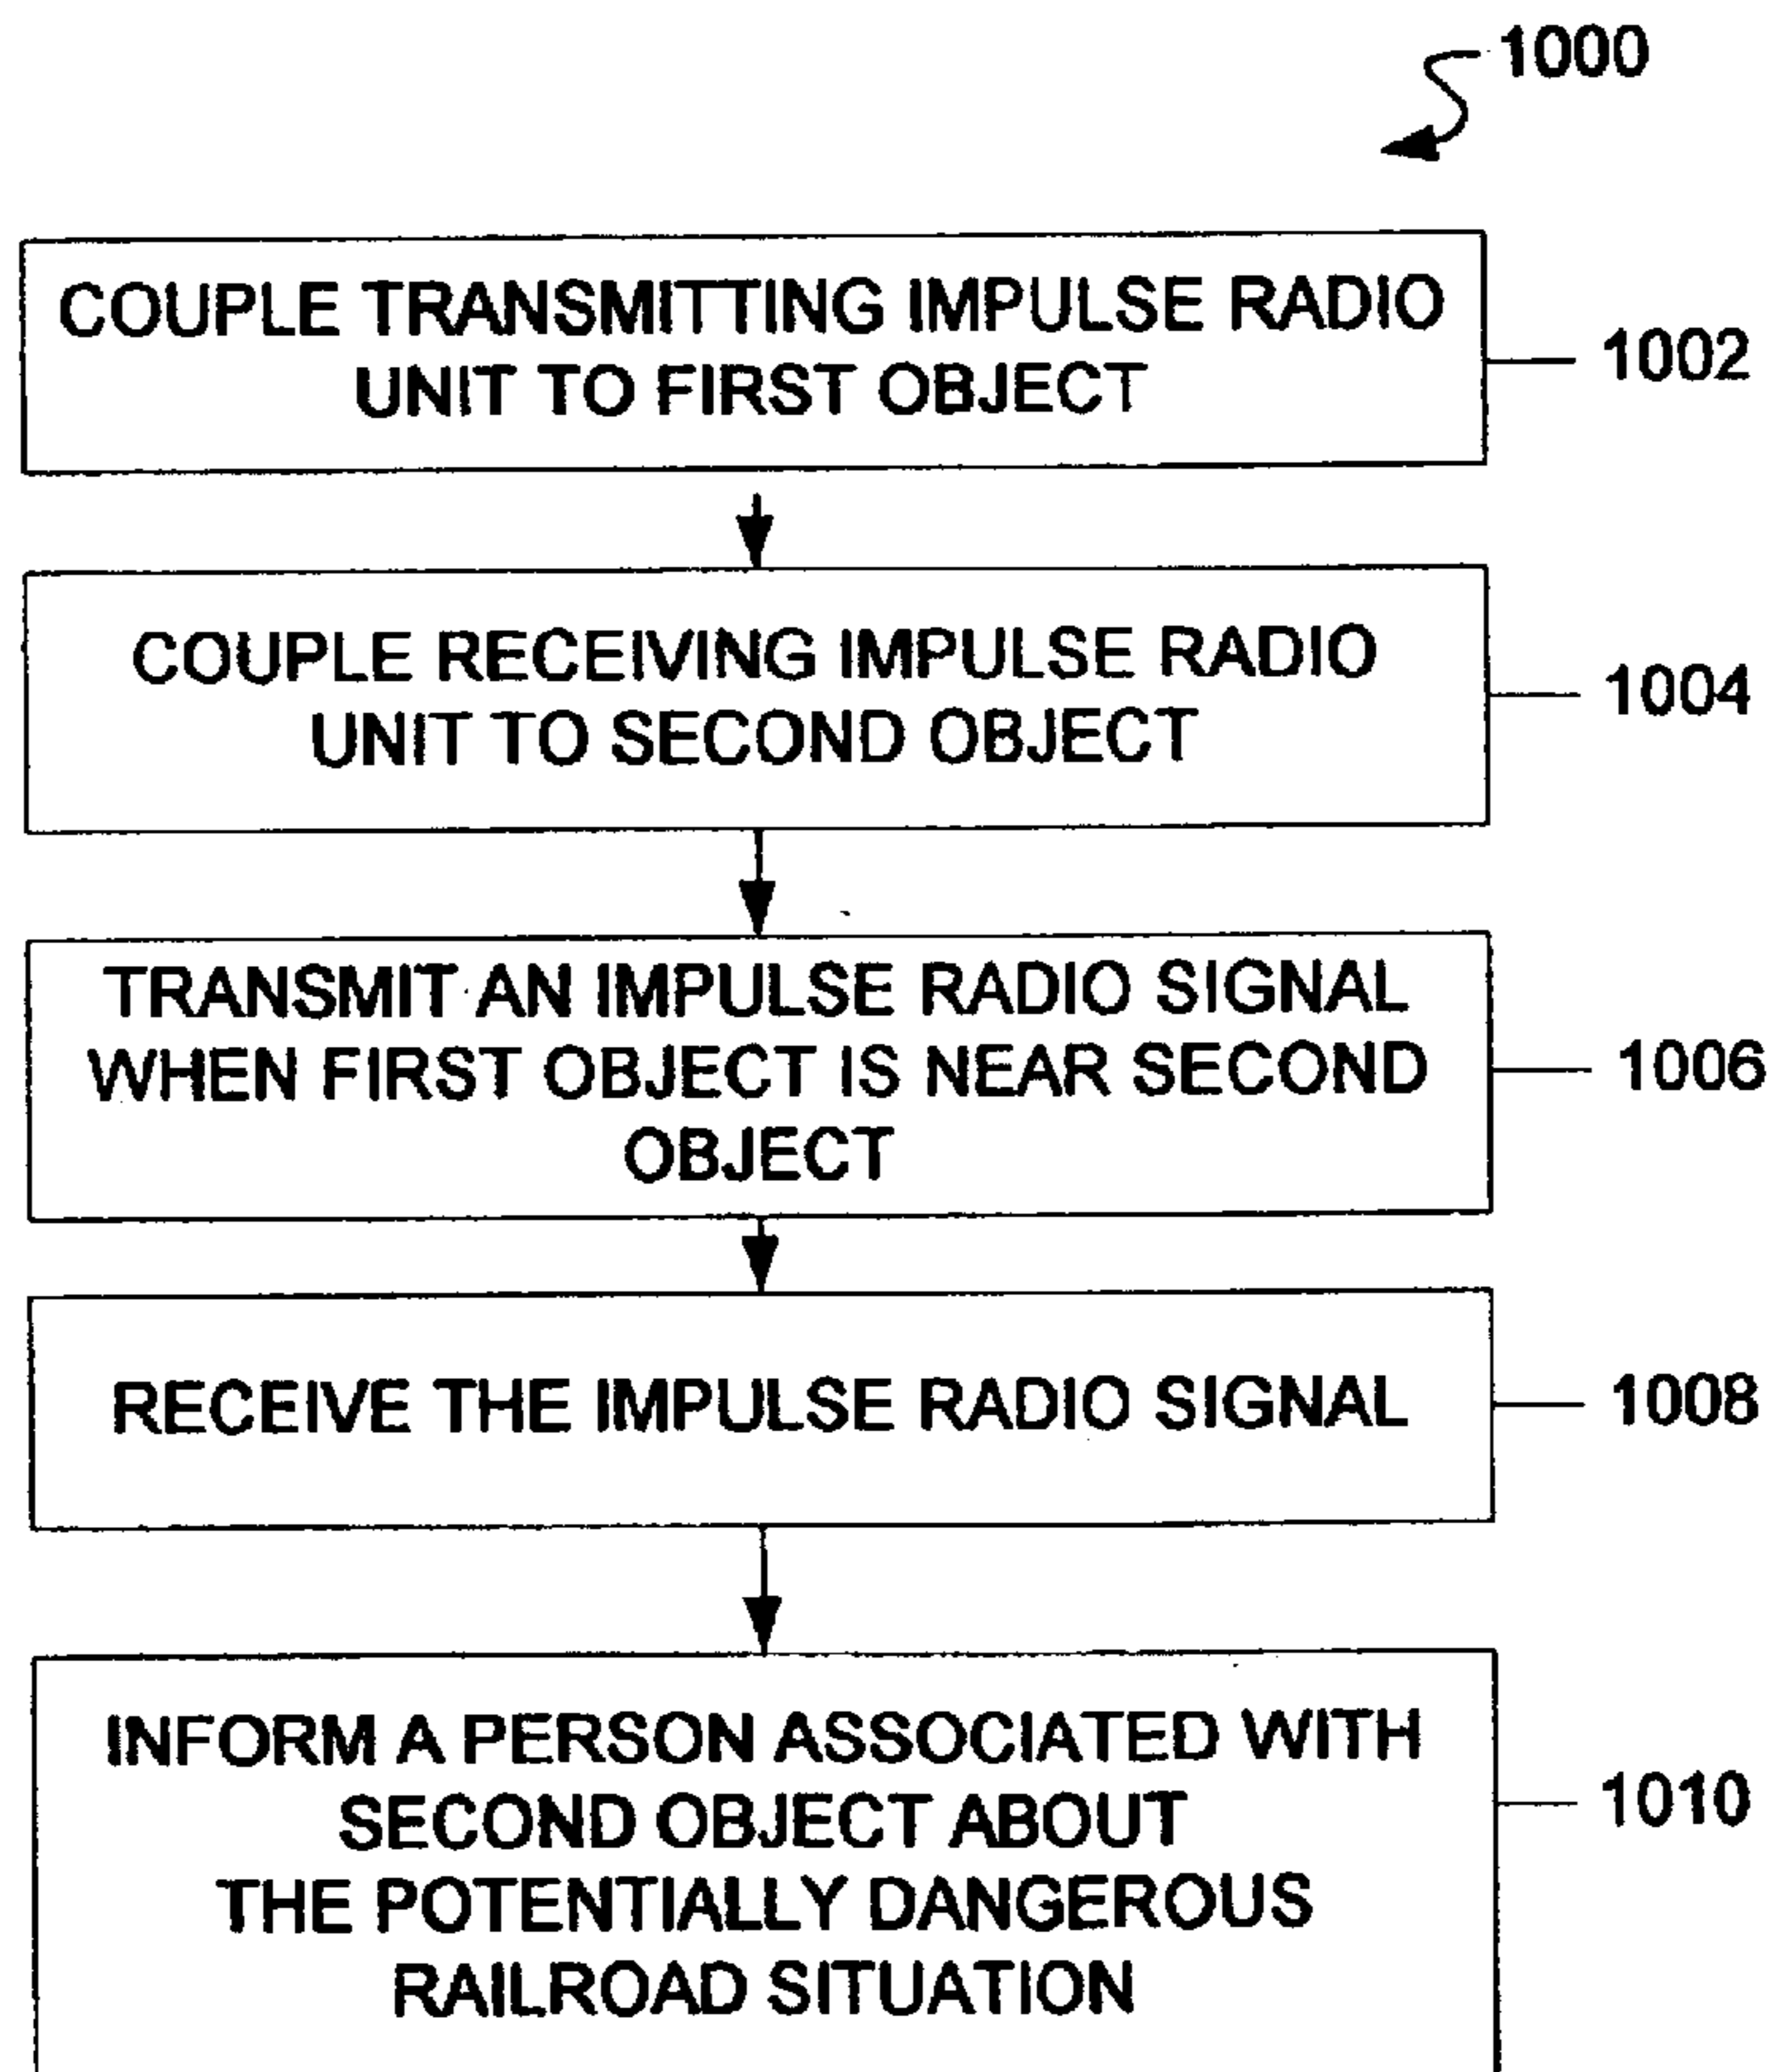 1000
COUPLE TRANSMITTING IMPULSE RADIO
UNIT TO FIRST OBJECT
1002
COUPLE RECEIVING IMPULSE RADIO
UNIT TO SECOND OBJECT
1004
TRANSMIT AN IMPULSE RADIO SIGNAL
WHEN FIRST OBJECT IS NEAR SECOND
OBJECT
1006
RECEIVE THE IMPULSE RADIO SIGNAL
1008
INFORM A PERSON ASSOCIATED WITH
SECOND OBJECT ABOUT
THE POTENTIALLY DANGEROUS
RAILROAD SITUATION
1010